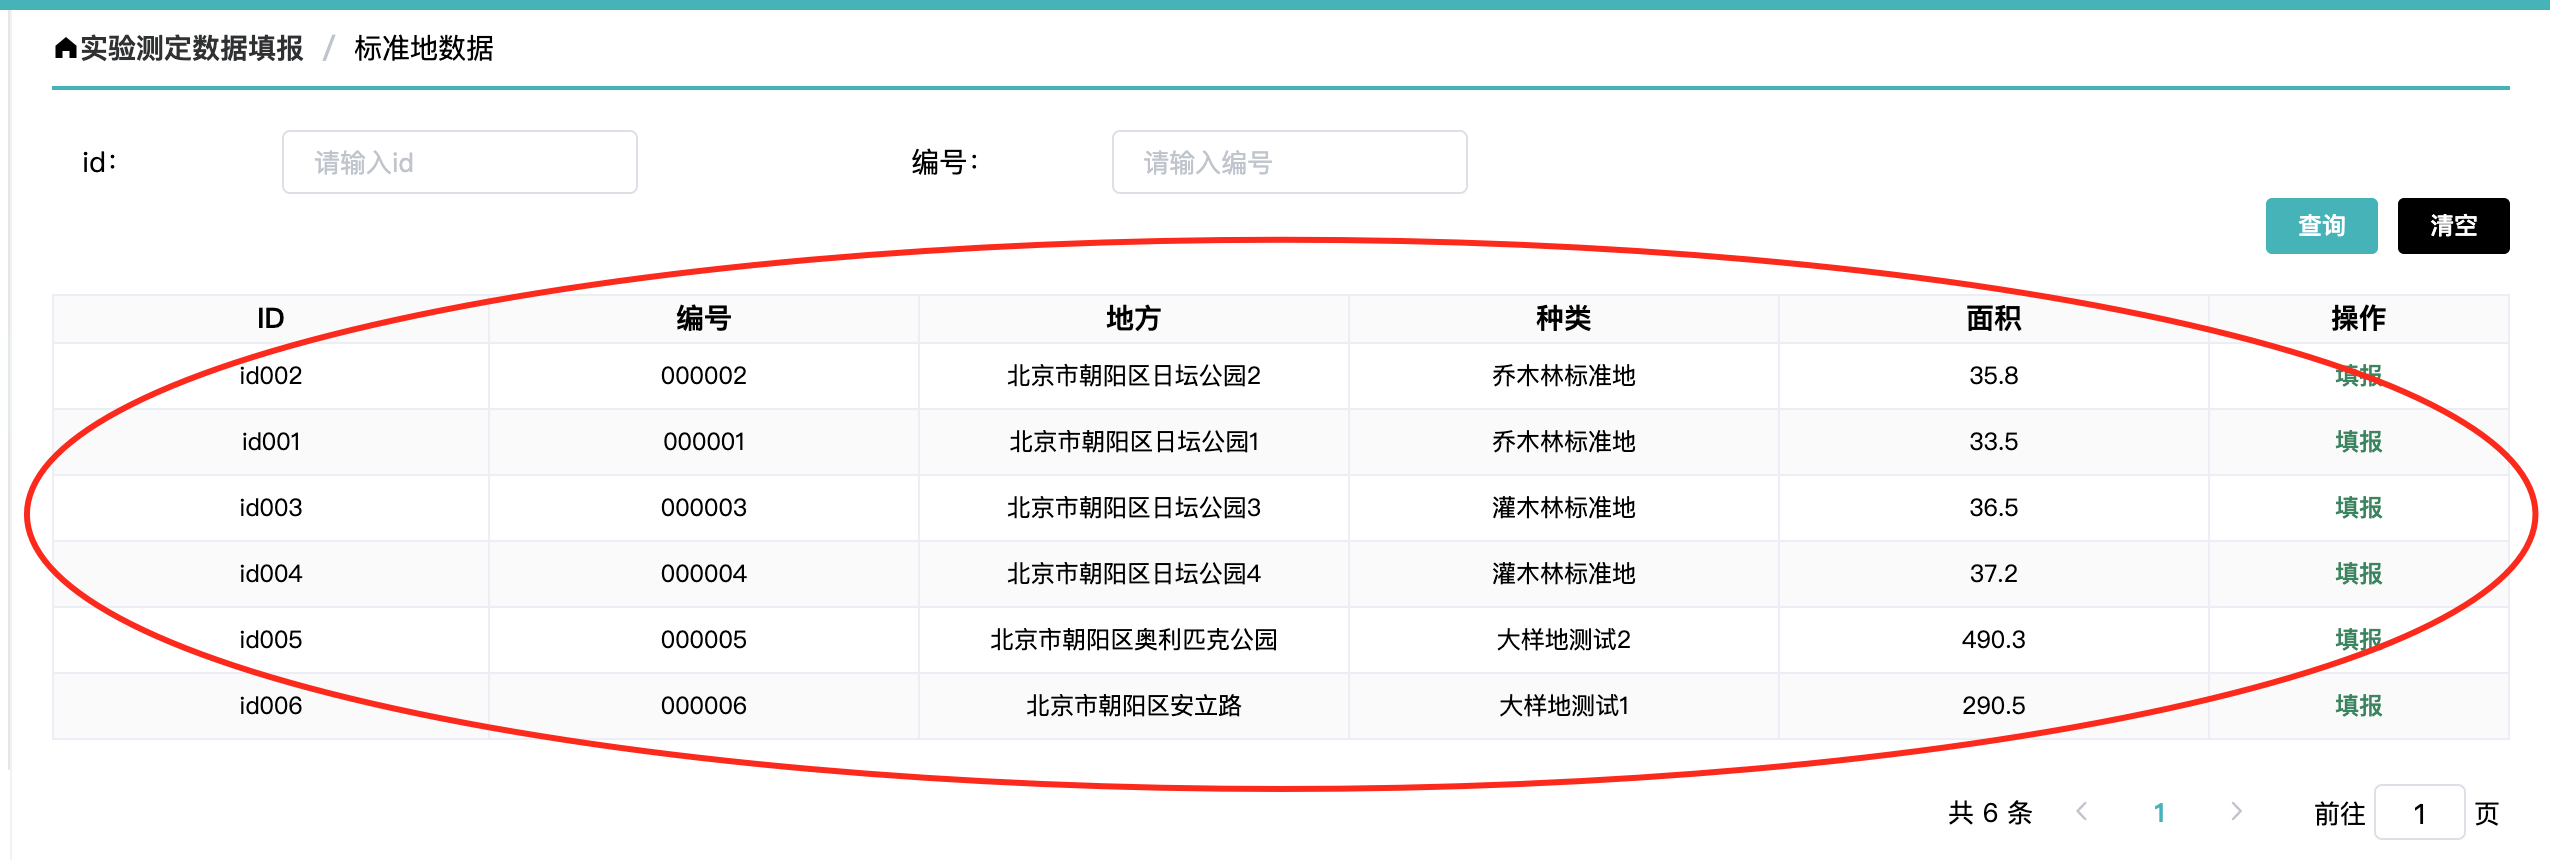 实验测定数据填报 / 标准地数据
id： 请输入id 编号： 请输入编号
查询 清空
ID 编号 地方 种类 面积 操作
id002 000002 北京市朝阳区日坛公园2 乔木林标准地 35.8 填报
id001 000001 北京市朝阳区日坛公园1 乔木林标准地 33.5 填报
id003 000003 北京市朝阳区日坛公园3 灌木林标准地 36.5 填报
id004 000004 北京市朝阳区日坛公园4 灌木林标准地 37.2 填报
id005 000005 北京市朝阳区奥利匹克公园 大样地测试2 490.3 填报
id006 000006 北京市朝阳区安立路 大样地测试1 290.5 填报
共 6 条 < 1 > 前往 1 页